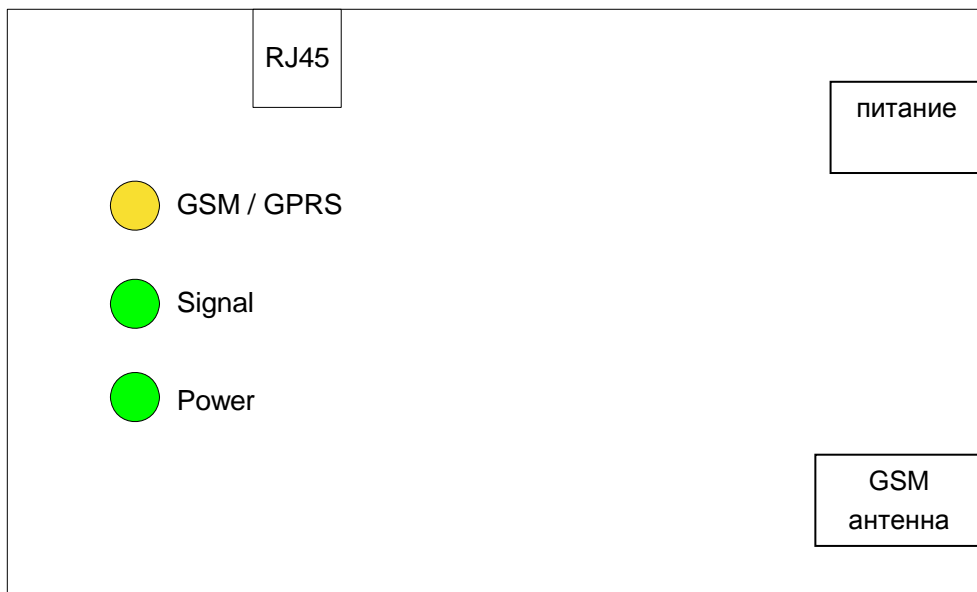 RJ45
питание
GSM / GPRS
Signal
Power
GSM
антенна